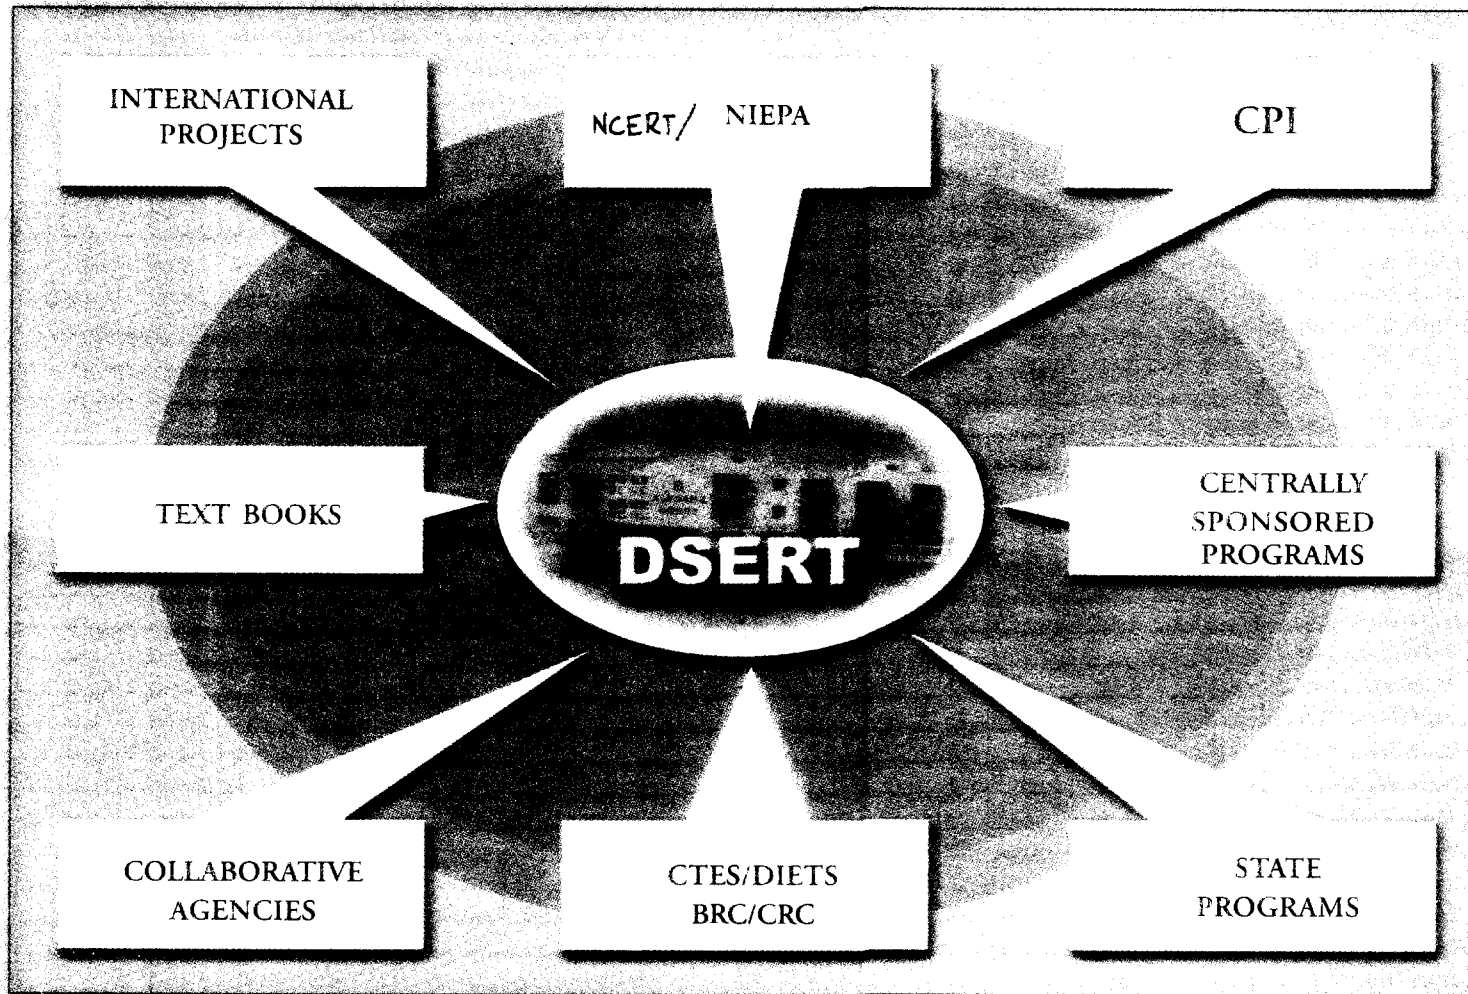 INTERNATIONAL
PROJECTS
NCERT/ NIEPA
CPI
TEXT BOOKS
DSERT
CENTRALLY
SPONSORED
PROGRAMS
COLLABORATIVE
AGENCIES
CTES/DIETS
BRC/CRC
STATE
PROGRAMS